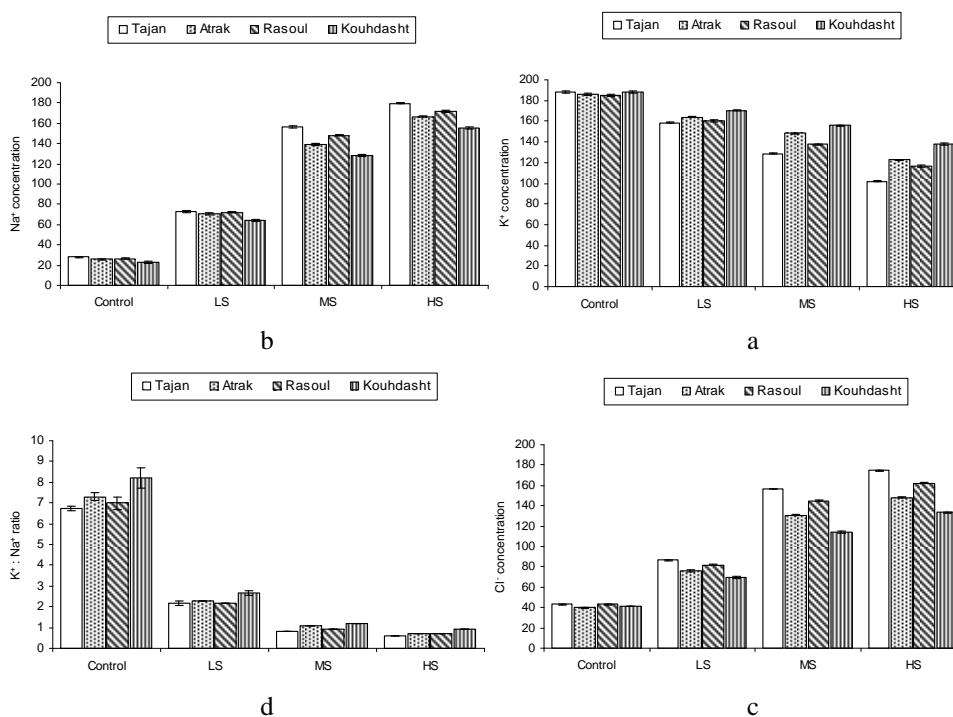 Tajan Atrak Rasoul Kouhdasht
Na⁺ concentration
200
180
160
140
120
100
80
60
40
20
0
Control LS MS HS
b
Tajan Atrak Rasoul Kouhdasht
K⁺ concentration
200
180
160
140
120
100
80
60
40
20
0
Control LS MS HS
a
Tajan Atrak Rasoul Kouhdasht
K⁺ : Na⁺ ratio
10
9
8
7
6
5
4
3
2
1
0
Control LS MS HS
d
Tajan Atrak Rasoul Kouhdasht
Cl⁻ concentration
200
180
160
140
120
100
80
60
40
20
0
Control LS MS HS
c